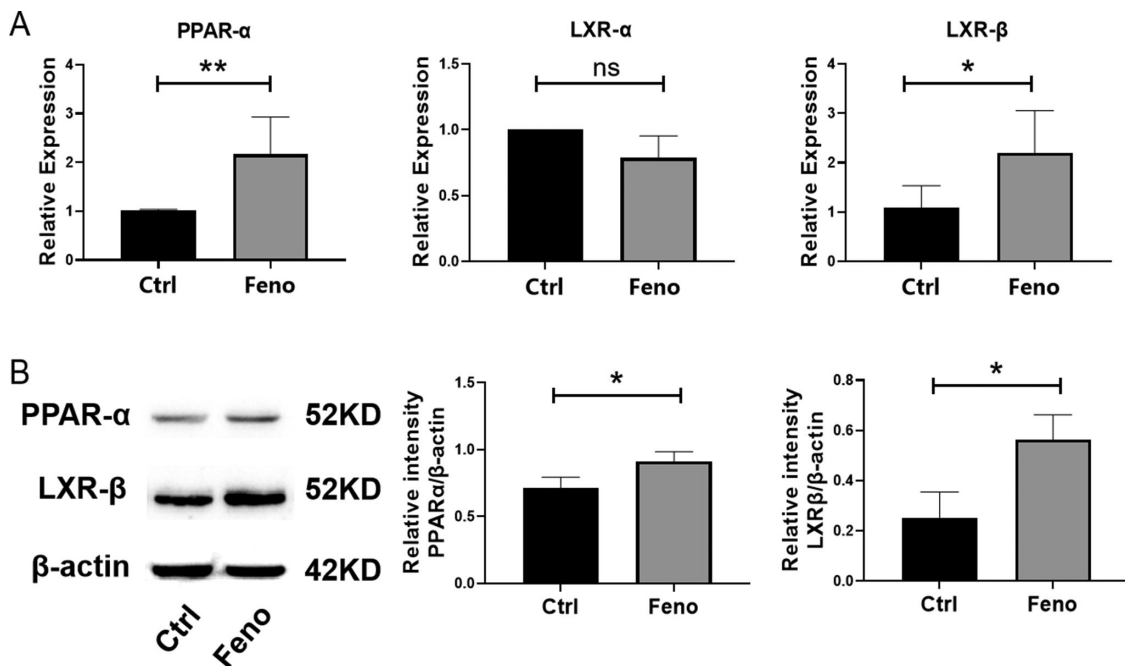 A
PPAR-α
Relative Expression
4
3
2
1
0
**
Ctrl
Feno
LXR-α
Relative Expression
1.5
1.0
0.5
0.0
ns
Ctrl
Feno
LXR-β
Relative Expression
4
3
2
1
0
*
Ctrl
Feno
B
PPAR-α 52KD
LXR-β 52KD
β-actin 42KD
Ctrl
Feno
Relative intensity
PPARα/β-actin
1.5
1.0
0.5
0.0
*
Ctrl
Feno
Relative intensity
LXRβ/β-actin
0.8
0.6
0.4
0.2
0.0
*
Ctrl
Feno